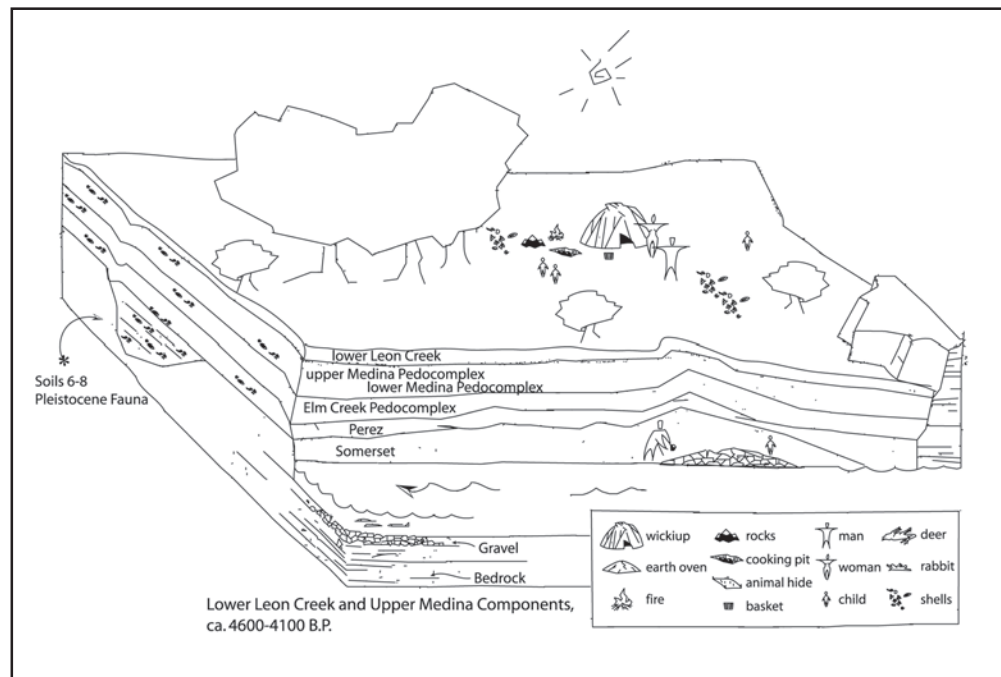 lower Leon Creek
upper Medina Pedocomplex
lower Medina Pedocomplex
Elm Creek Pedocomplex
Perez
Somerset
*
Soils 6-8
Pleistocene Fauna
Gravel
Bedrock
Lower Leon Creek and Upper Medina Components,
ca. 4600-4100 B.P.
wickiup
earth oven
fire
rocks
cooking pit
animal hide
basket
man
woman
child
deer
rabbit
shells